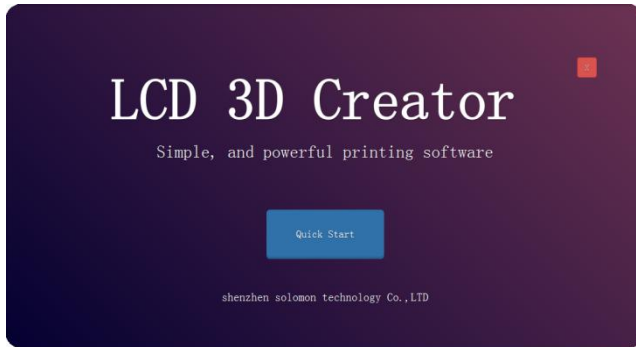 LCD 3D Creator
Simple, and powerful printing software
Quick Start
shenzhen solomon technology Co.,LTD